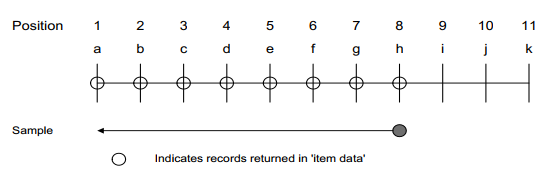 Position 1 2 3 4 5 6 7 8 9 10 11
a b c d e f g h i j k
Sample
Indicates records returned in 'item data'